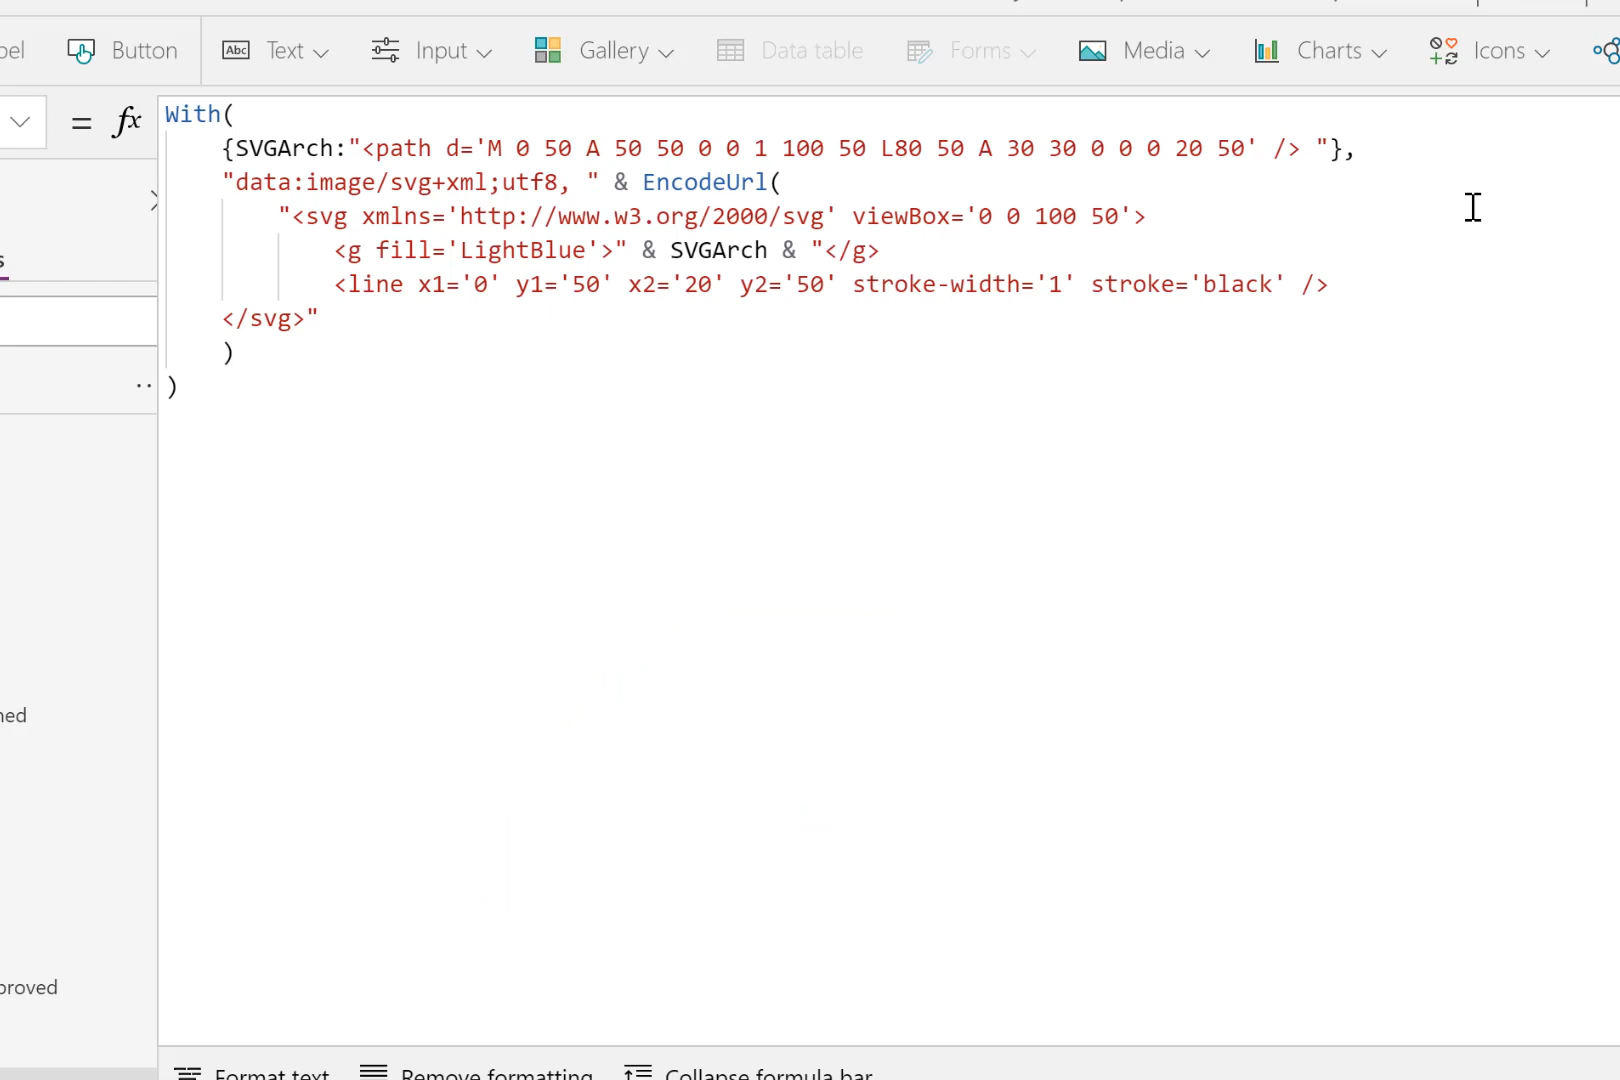 pel Button Text Input Gallery Data table Forms Media Charts Icons
= fx
With(
{SVGArch:"<path d='M 0 50 A 50 50 0 0 1 100 50 L80 50 A 30 30 0 0 0 20 50' /> "},
"data:image/svg+xml;utf8, " & EncodeUrl(
"<svg xmlns='http://www.w3.org/2000/svg' viewBox='0 0 100 50'>
<g fill='LightBlue'>" & SVGArch & "</g>
<line x1='0' y1='50' x2='20' y2='50' stroke-width='1' stroke='black' />
</svg>"
)
)
s
ned
proved
Format text Remove formatting Collapse formula bar